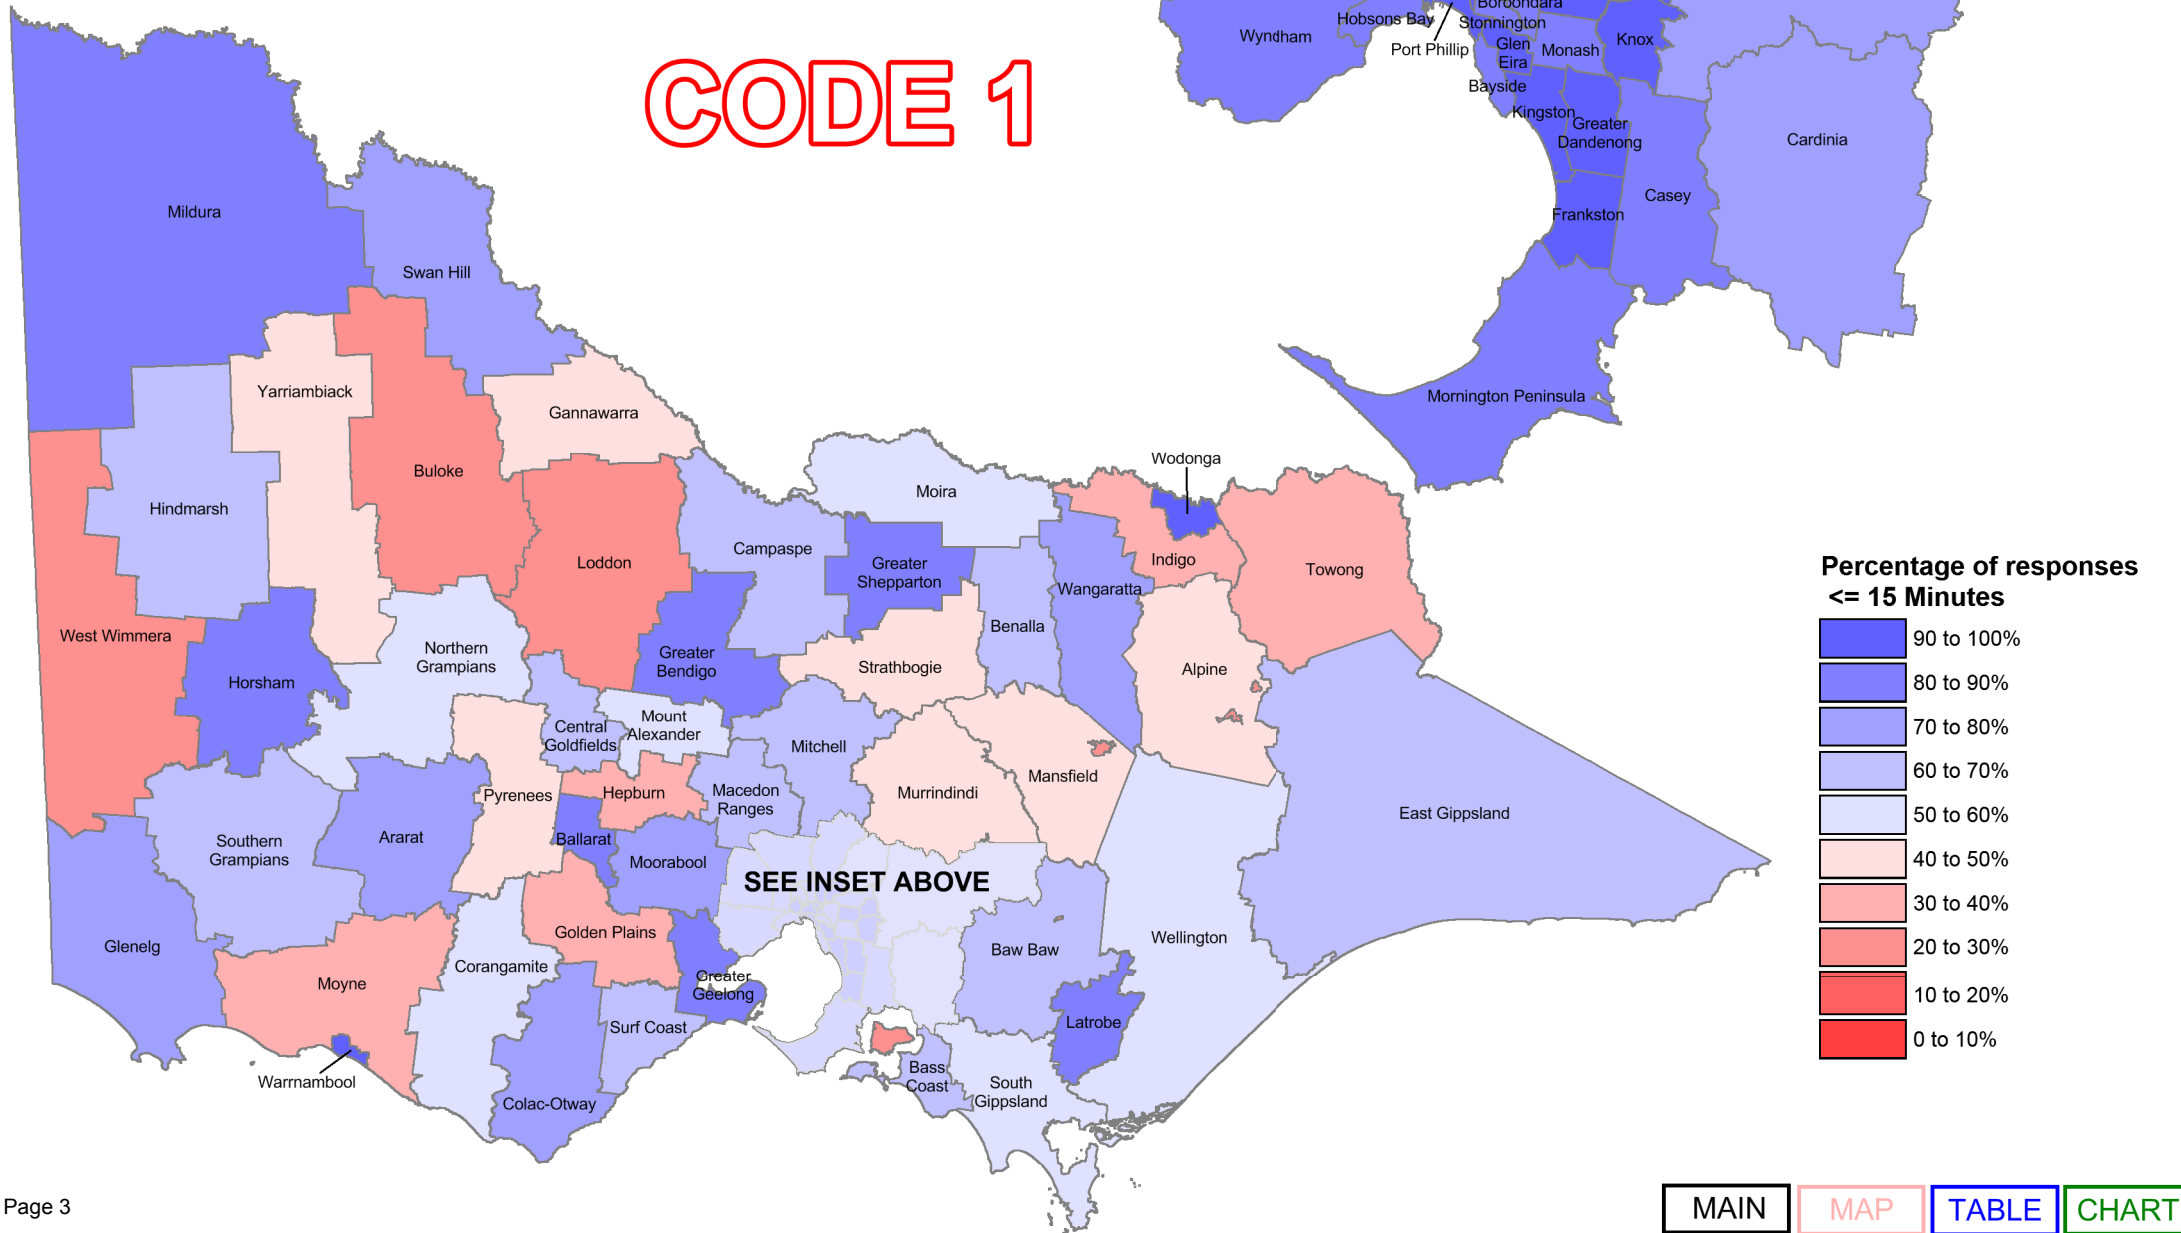 Boroondara
Hobsons Bay
Stonnington
Wyndham
Port Phillip
Glen
Eira
Monash
Knox
Bayside
Kingston
Greater
Dandenong
Cardinia
Casey
Frankston
Mornington Peninsula
CODE 1
Mildura
Swan Hill
Yarriambiack
Gannawarra
Buloke
Hindmarsh
Loddon
Moira
Wodonga
Campaspe
Greater
Shepparton
Indigo
Wangaratta
Towong
West Wimmera
Northern
Grampians
Horsham
Greater
Bendigo
Strathbogie
Benalla
Alpine
Central
Goldfields
Mount
Alexander
Mitchell
Pyrenees
Hepburn
Macedon
Ranges
Murrindindi
Mansfield
Southern
Grampians
Ararat
Ballarat
Moorabool
East Gippsland
SEE INSET ABOVE
Glenelg
Moyne
Golden Plains
Corangamite
Greater
Geelong
Baw Baw
Wellington
Surf Coast
Latrobe
Warrnambool
Colac-Otway
Bass
Coast
South
Gippsland
Percentage of responses
<= 15 Minutes
90 to 100%
80 to 90%
70 to 80%
60 to 70%
50 to 60%
40 to 50%
30 to 40%
20 to 30%
10 to 20%
0 to 10%
Page 3
MAIN
MAP
TABLE
CHART